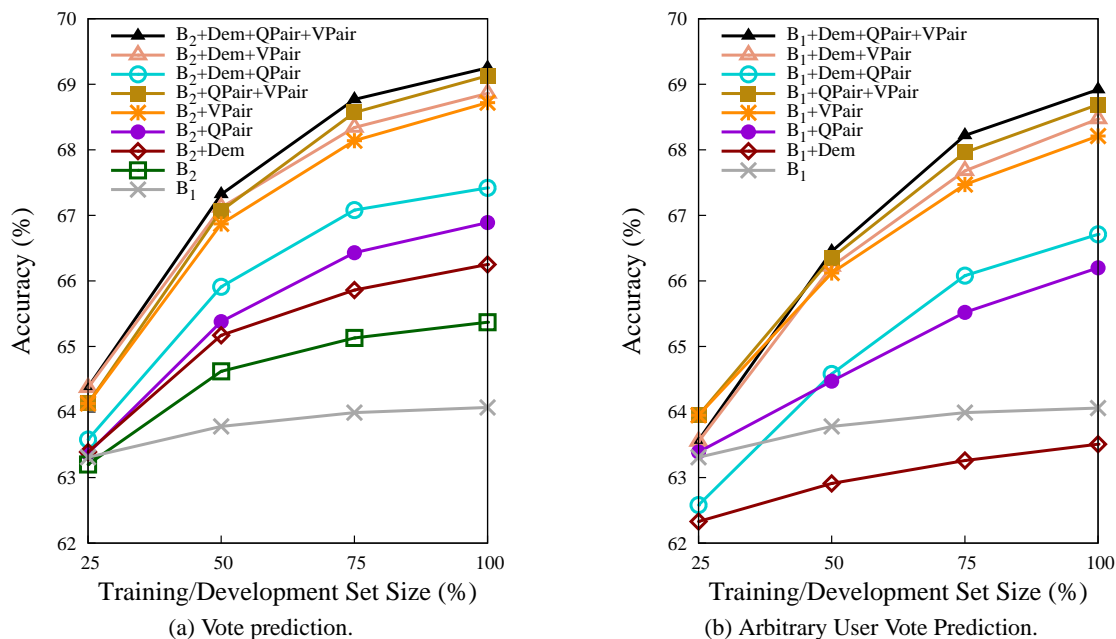 70
69
68
67
66
65
64
63
62
Accuracy (%)
B2+Dem+QPair+VPair
B2+Dem+VPair
B2+Dem+QPair
B2+QPair+VPair
B2+VPair
B2+QPair
B2+Dem
B2
B1
25
50
75
100
Training/Development Set Size (%)
(a) Vote prediction.
70
69
68
67
66
65
64
63
62
Accuracy (%)
B1+Dem+QPair+VPair
B1+Dem+VPair
B1+Dem+QPair
B1+QPair+VPair
B1+VPair
B1+QPair
B1+Dem
B1
25
50
75
100
Training/Development Set Size (%)
(b) Arbitrary User Vote Prediction.